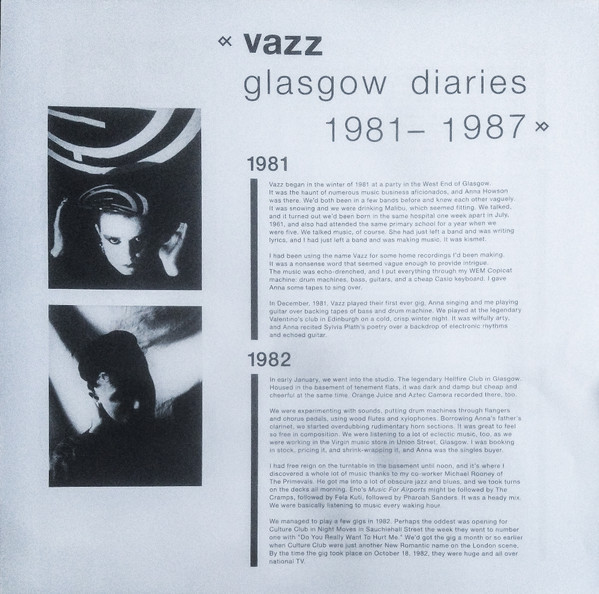 vazz
glasgow diaries
1981– 1987
1981
Vazz began in the winter of 1981 at a party in the West End of Glasgow.
It was the haunt of numerous music business aficionados, and Anna Howson
was there. We'd both been in a few bands before and knew each other vaguely.
It was snowing and we were drinking Malibu, which seemed fitting. We talked,
and it turned out we'd been born in the same hospital one week apart in July,
1961, and also had attended the same primary school for a year when we
were five. We talked music, of course. She had just left a band and was writing
lyrics, and I had just left a band and was making music. It was kismet.
I had been using the name Vazz for some home recordings I'd been making.
It was a nonsense word that seemed vague enough to provide intrigue.
The music was echo-drenched, and I put everything through my WEM Copicat
machine: drum machines, bass, guitars, and a cheap Casio keyboard. I gave
Anna some tapes to sing over.
In December, 1981, Vazz played their first ever gig, Anna singing and me playing
guitar over backing tapes of bass and drum machine. We played at the legendary
Valentino's club in Edinburgh on a cold, crisp winter night. It was wilfully arty,
and Anna recited Sylvia Plath's poetry over a backdrop of electronic rhythms
and echoed guitar.
1982
In early January, we went into the studio. The legendary Hellfire Club in Glasgow.
Housed in the basement of tenement flats, it was dark and damp but cheap and
cheerful at the same time. Orange Juice and Aztec Camera recorded there, too.
We were experimenting with sounds, putting drum machines through flangers
and chorus pedals, using wood flutes and xylophones. Borrowing Anna's father's
clarinet, we started overdubbing rudimentary horn sections. It was great to feel
so free in composition. We were listening to a lot of eclectic music, too, as we
were working in the Virgin music store in Union Street, Glasgow. I was booking
in stock, pricing it, and shrink-wrapping it, and Anna was the singles buyer.
I had free reign on the turntable in the basement until noon, and it's where I
discovered a whole lot of music thanks to my co-worker Michael Rooney of
The Primevals. He got me into a lot of obscure jazz and blues, and we took turns
on the decks all morning. Eno's Music For Airports might be followed by The
Cramps, followed by Fela Kuti, followed by Pharoah Sanders. It was a heady mix.
We were basically listening to music every waking hour.
We managed to play a few gigs in 1982. Perhaps the oddest was opening for
Culture Club in Night Moves in Sauchiehall Street the week they went to number
one with "Do You Really Want To Hurt Me." We'd got the gig a month or so earlier
when Culture Club were just another New Romantic name on the London scene.
By the time the gig took place on October 18, 1982, they were huge and all over
national TV.